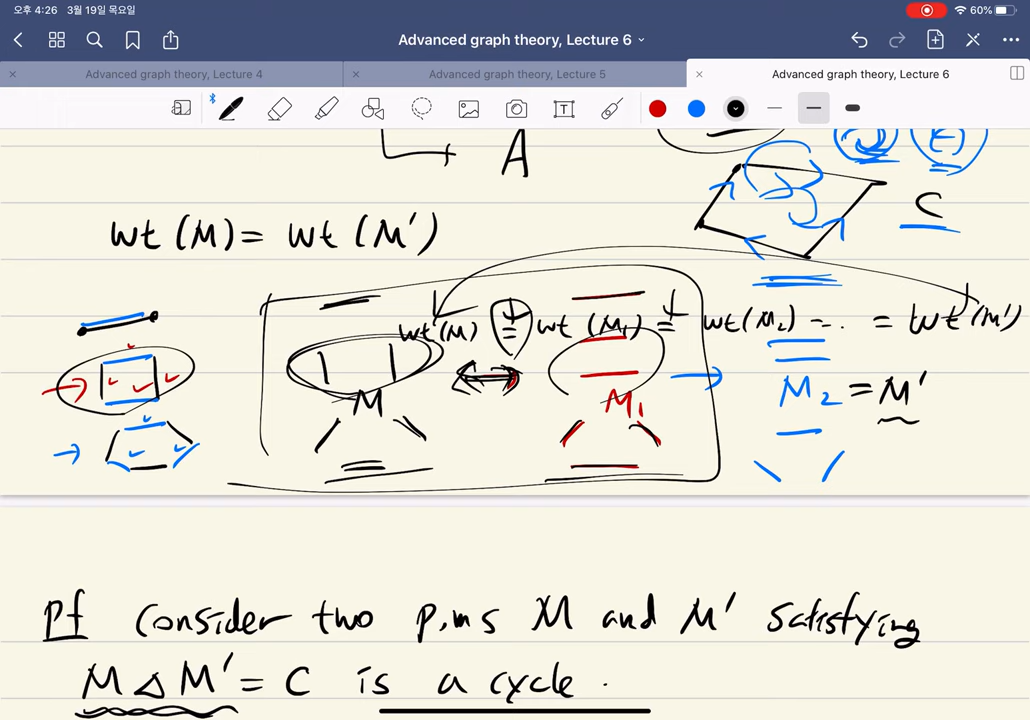 오후 4:26 3월 19일 목요일 60%
Advanced graph theory, Lecture 6
Advanced graph theory, Lecture 4 Advanced graph theory, Lecture 5 Advanced graph theory, Lecture 6
A
C
wt (M) = wt (M')
wt (M) = wt (M₁) = wt (M₂) = ... = wt (M')
M M₁ M₂ = M'
Pf Consider two p.ms M and M' satisfying
M △ M' = C is a cycle.